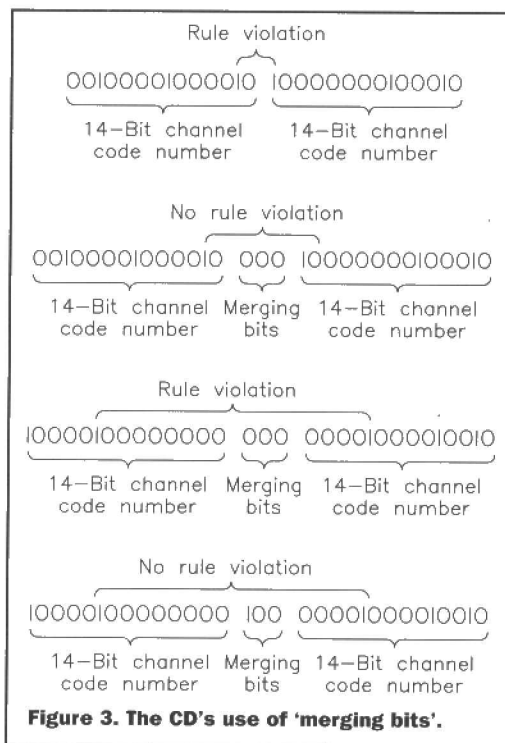 Rule violation
00100001000010 10000000100010
14-Bit channel 14-Bit channel
code number code number
No rule violation
00100001000010 000 10000000100010
14-Bit channel Merging 14-Bit channel
code number bits code number
Rule violation
10000100000000 000 00001000010010
14-Bit channel Merging 14-Bit channel
code number bits code number
No rule violation
10000100000000 100 00001000010010
14-Bit channel Merging 14-Bit channel
code number bits code number
Figure 3. The CD's use of 'merging bits'.